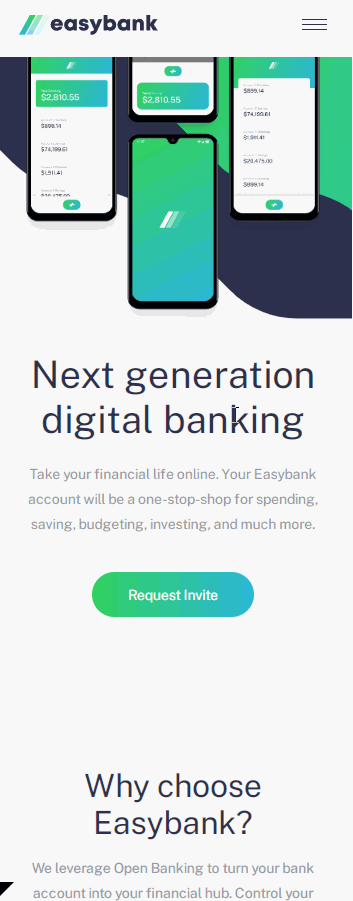 easybank
$2,810.55
$899.14
$74,199.61
$1,911.41
$2,810.55
$899.14
$74,199.61
$1,911.41
$20,475.00
$899.14
Next generation
digital banking
Take your financial life online. Your Easybank
account will be a one-stop-shop for spending,
saving, budgeting, investing, and much more.
Request Invite
Why choose
Easybank?
We leverage Open Banking to turn your bank
account into your financial hub. Control your